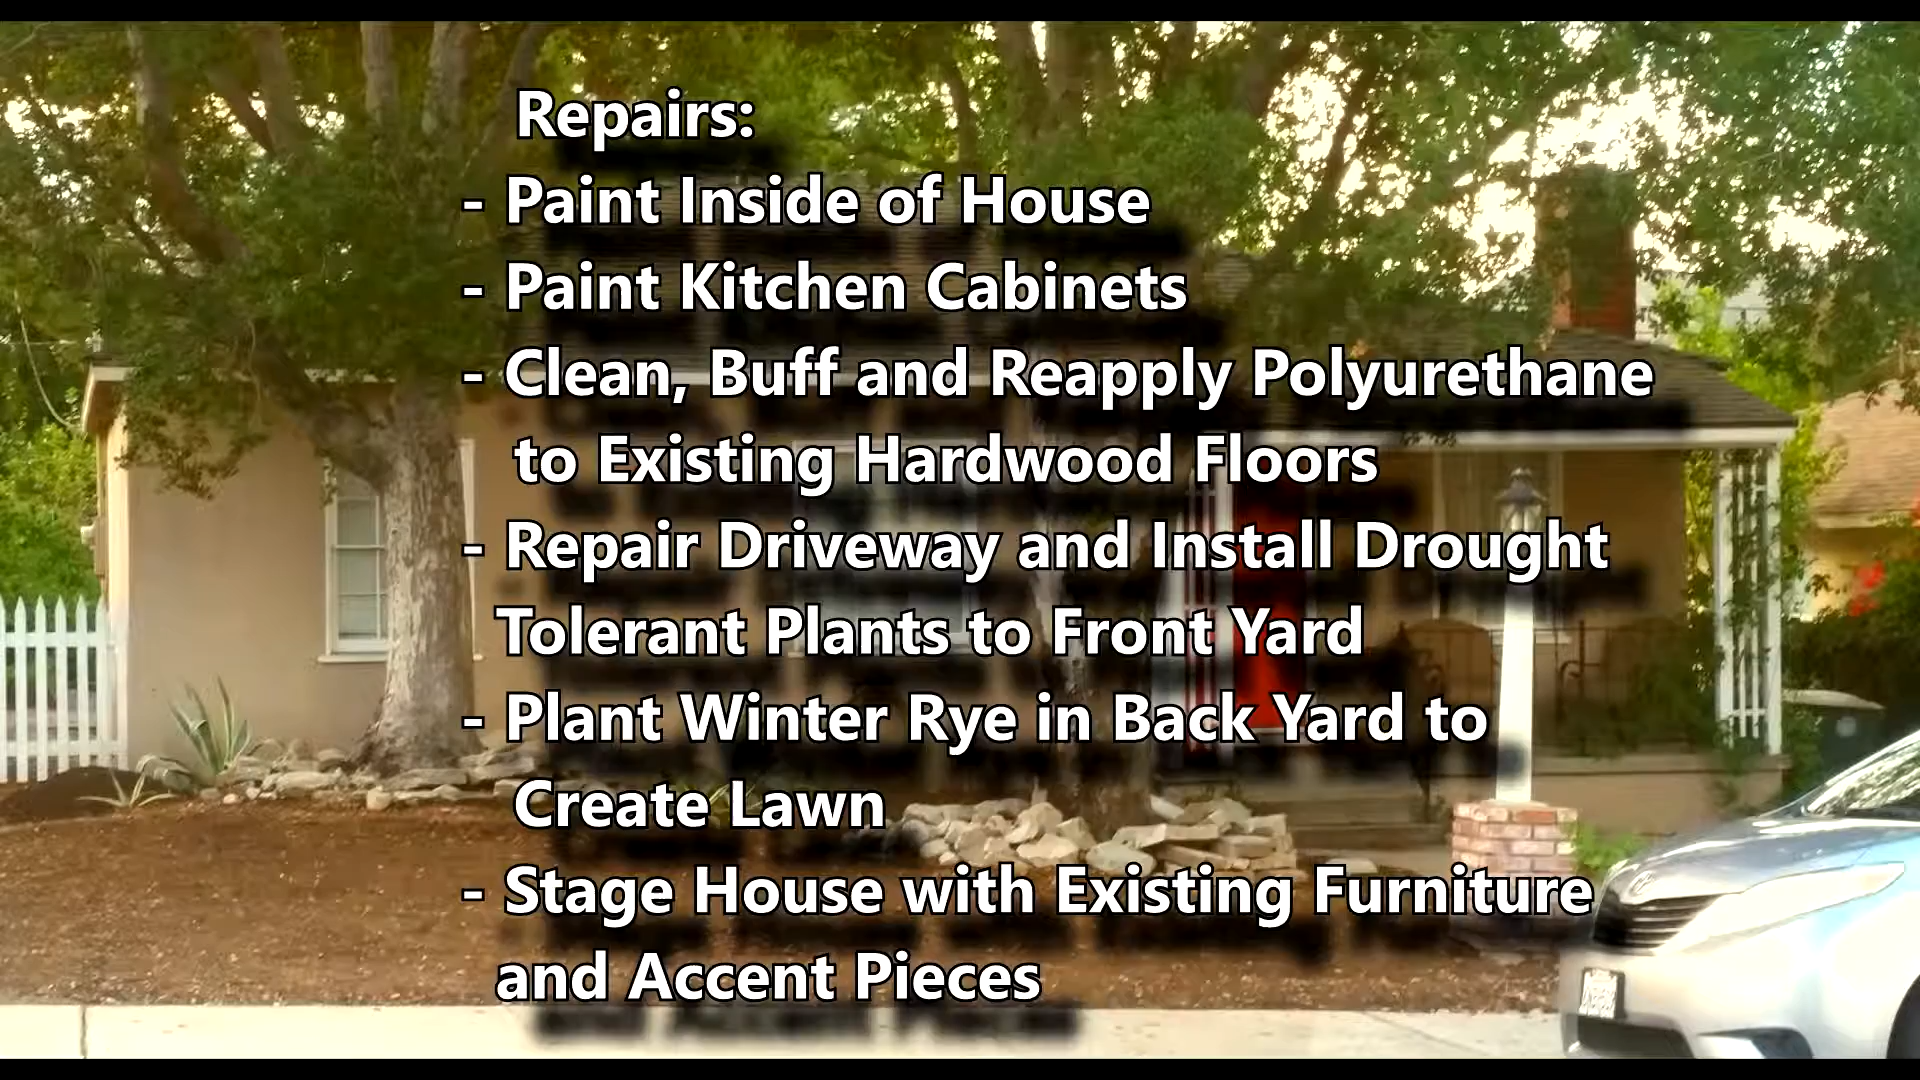 Repairs:
- Paint Inside of House
- Paint Kitchen Cabinets
- Clean, Buff and Reapply Polyurethane
to Existing Hardwood Floors
- Repair Driveway and Install Drought
Tolerant Plants to Front Yard
- Plant Winter Rye in Back Yard to
Create Lawn
- Stage House with Existing Furniture
and Accent Pieces